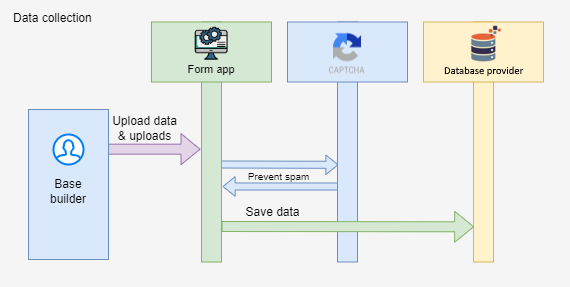 Data collection
Form app
CAPTCHA
Database provider
Upload data
& uploads
Base
builder
Prevent spam
Save data